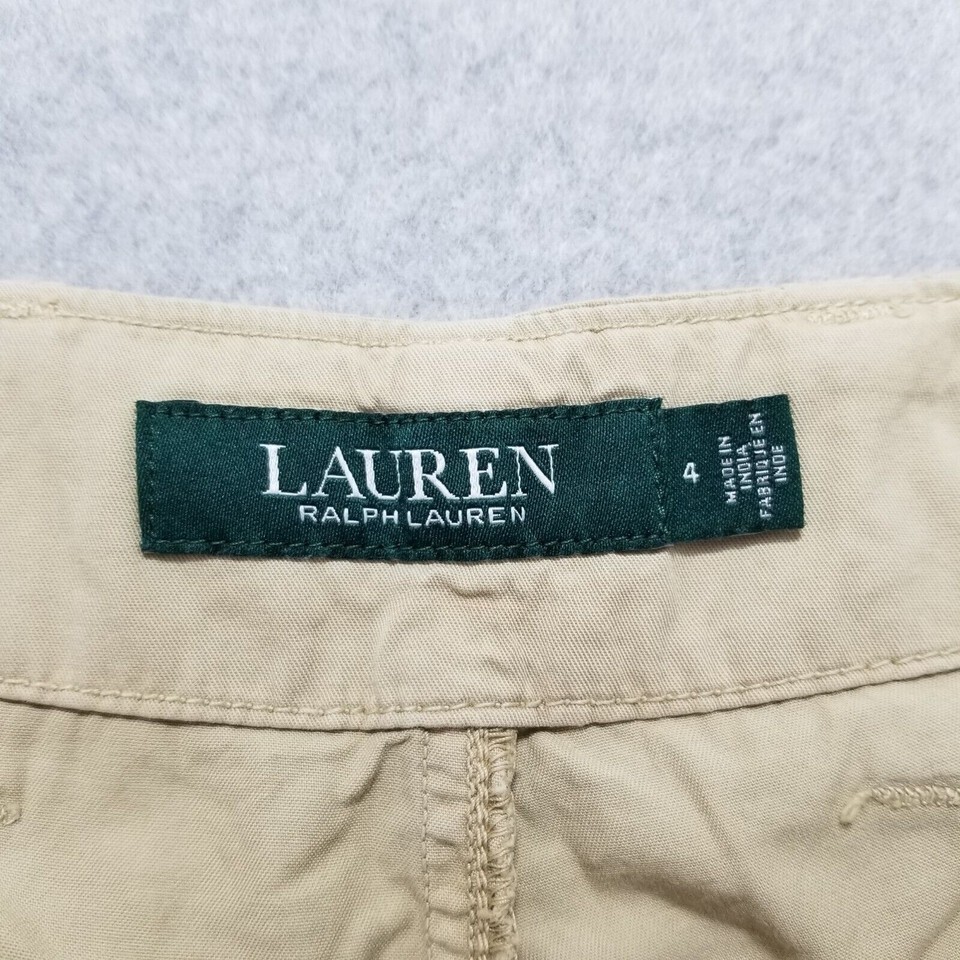 LAUREN
RALPH LAUREN
4
MADE IN
INDIA
FABRIQUE EN
INDE